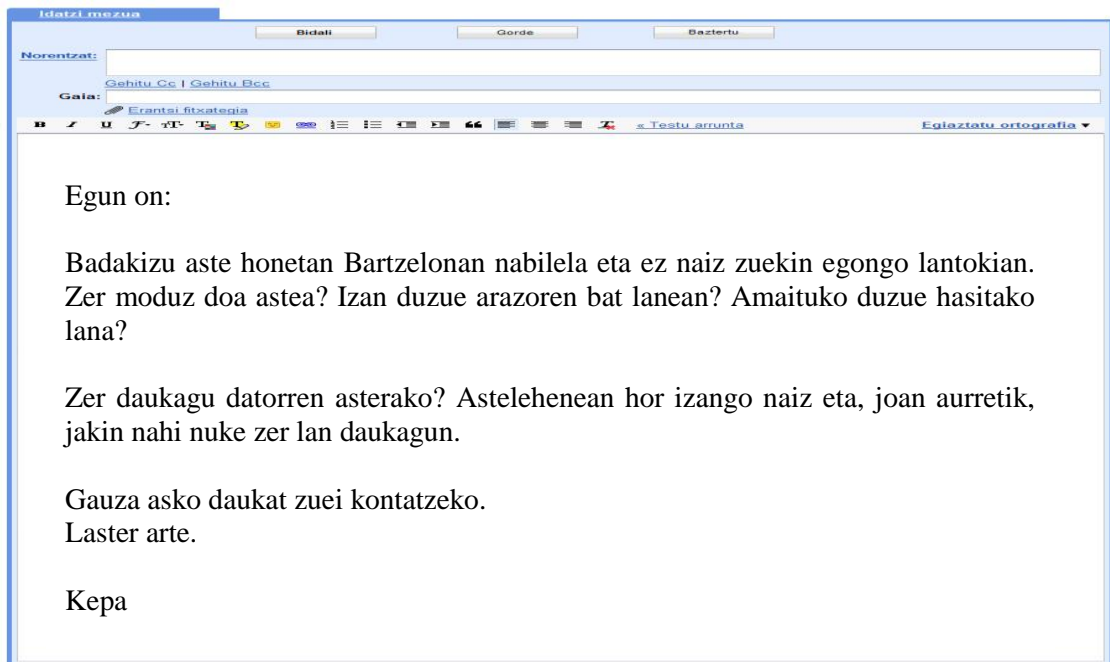 Idatzi mezua
Bidali Gorde Baztertu
Norentzat:
Gehitu Cc | Gehitu Bcc
Gaia:
Erantsi fitxategia
B I U « Testu arrunta Egiaztatu ortografia
Egun on:
Badakizu aste honetan Bartzelonan nabilela eta ez naiz zuekin egongo lantokian.
Zer moduz doa astea? Izan duzue arazoren bat lanean? Amaituko duzue hasitako
lana?
Zer daukagu datorren asterako? Astelehenean hor izango naiz eta, joan aurretik,
jakin nahi nuke zer lan daukagun.
Gauza asko daukat zuei kontatzeko.
Laster arte.
Kepa